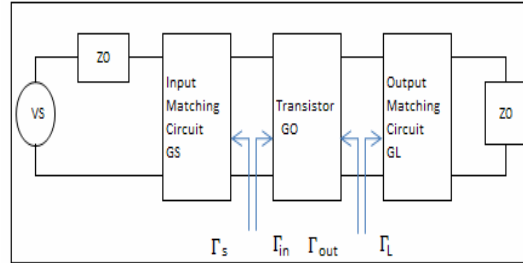 ZO
VS
Input
Matching
Circuit
GS
Transistor
GO
Output
Matching
Circuit
GL
ZO
Γs
Γin
Γout
ΓL